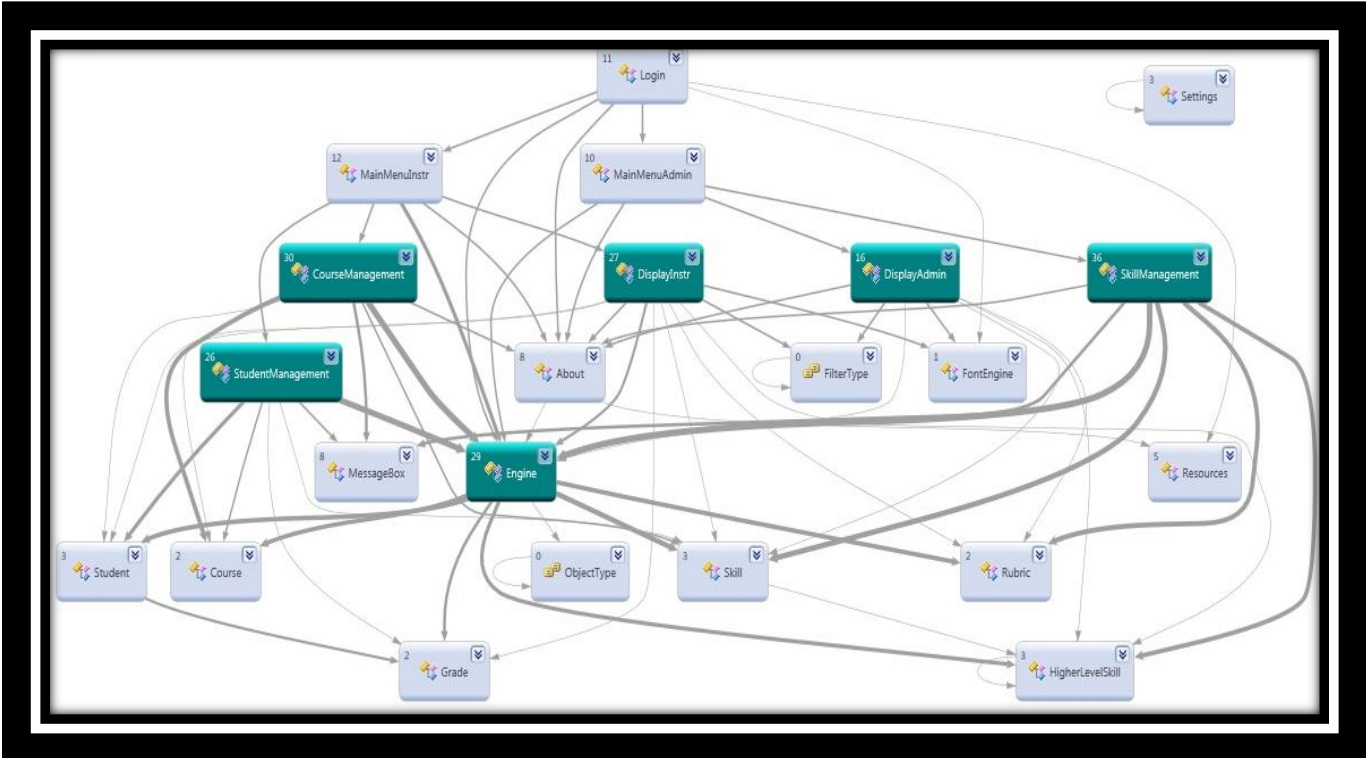 11
Login
3
Settings
12
MainMenuInstr
10
MainMenuAdmin
30
CourseManagement
27
DisplayInstr
16
DisplayAdmin
36
SkillManagement
26
StudentManagement
8
About
0
FilterType
1
FontEngine
8
MessageBox
29
Engine
5
Resources
3
Student
2
Course
0
ObjectType
3
Skill
2
Rubric
2
Grade
3
HigherLevelSkill